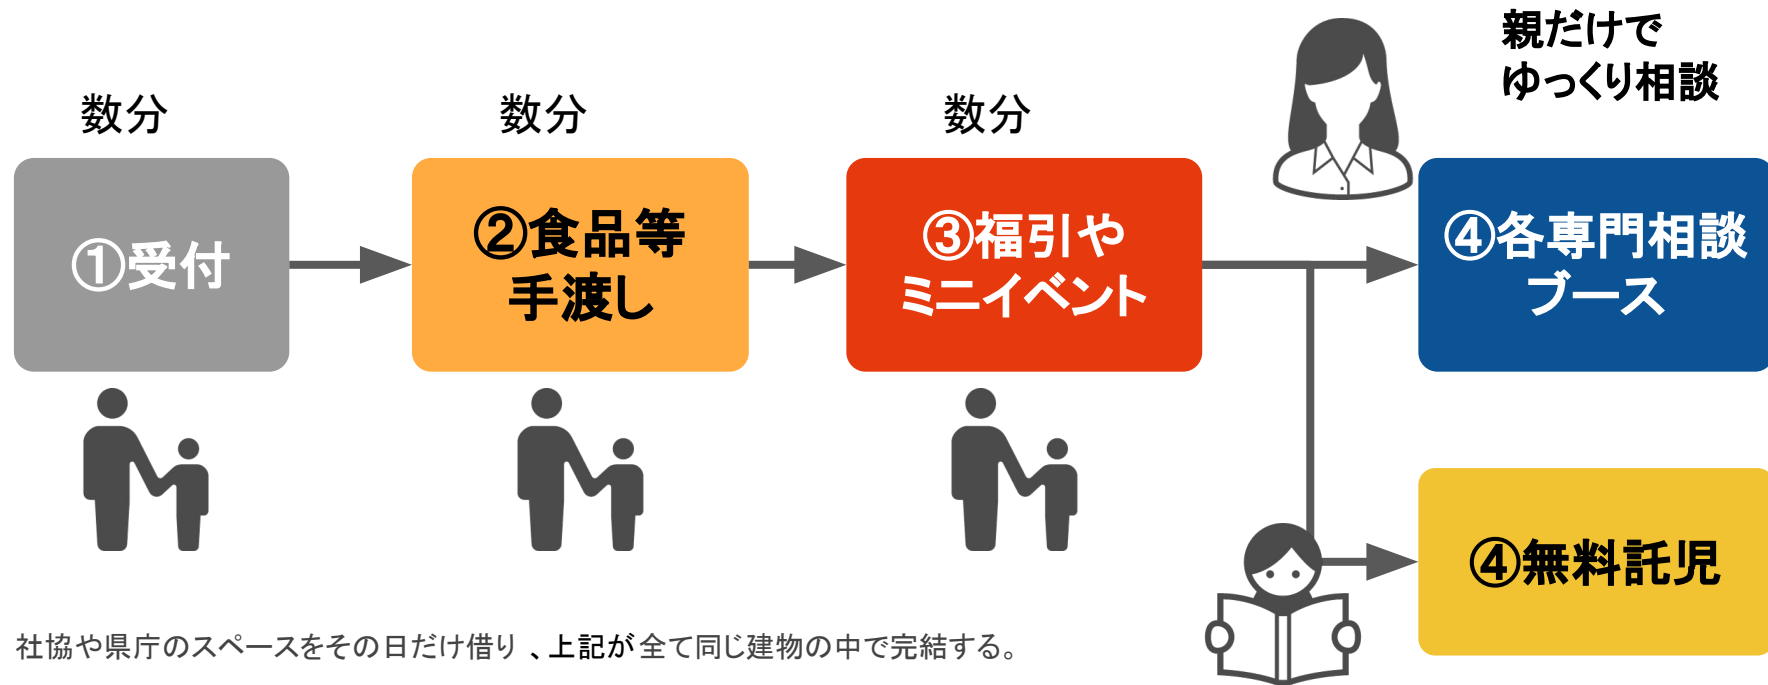 親だけで
ゆっくり相談
数分
数分
数分
①受付
②食品等
手渡し
③福引や
ミニイベント
④各専門相談
ブース
④無料託児
社協や県庁のスペースをその日だけ借り、上記が全て同じ建物の中で完結する。